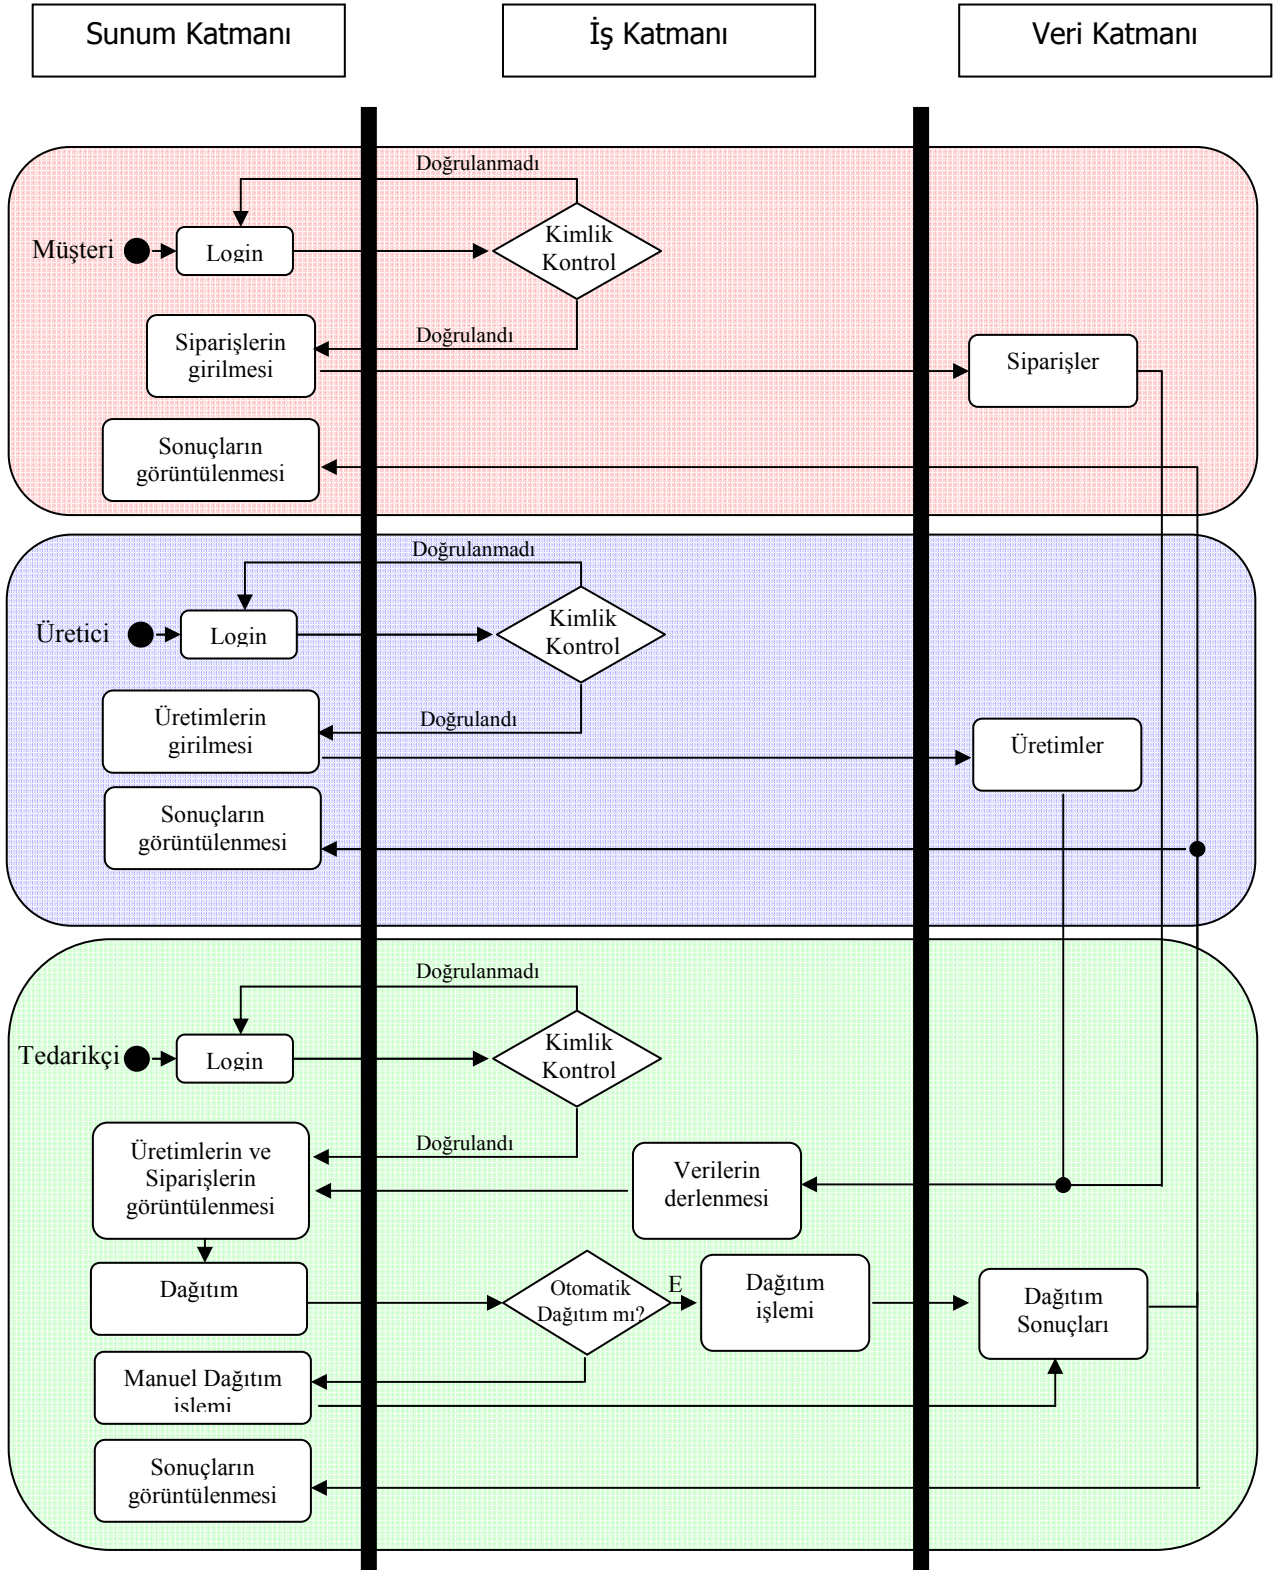 Sunum Katmanı
İş Katmanı
Veri Katmanı
Doğrulanmadı
Müşteri
Login
Kimlik
Kontrol
Siparişlerin
girilmesi
Doğrulandı
Siparişler
Sonuçların
görüntülenmesi
Doğrulanmadı
Üretici
Login
Kimlik
Kontrol
Üretimlerin
girilmesi
Doğrulandı
Üretimler
Sonuçların
görüntülenmesi
Doğrulanmadı
Tedarikçi
Login
Kimlik
Kontrol
Üretimlerin ve
Siparişlerin
görüntülenmesi
Doğrulandı
Verilerin
derlenmesi
Dağıtım
Otomatik
Dağıtım mı?
E
Dağıtım
işlemi
Dağıtım
Sonuçları
Manuel Dağıtım
işlemi
Sonuçların
görüntülenmesi